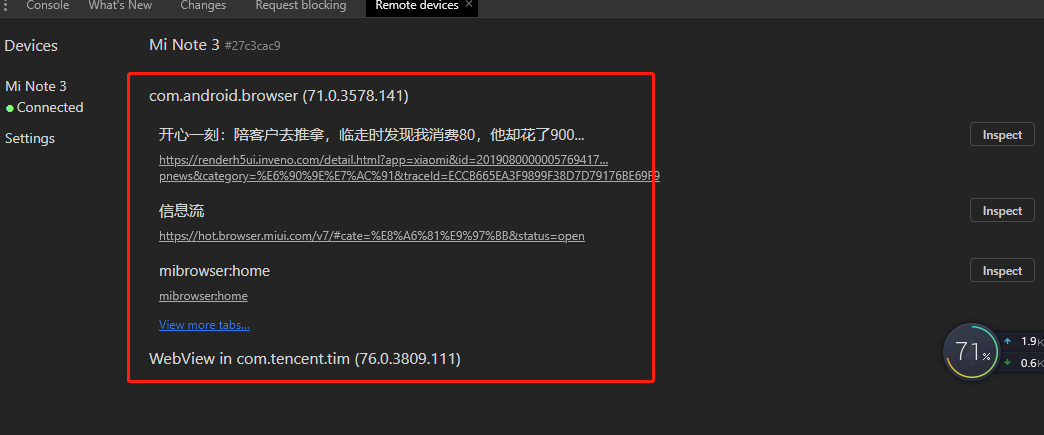 Console What's New Changes Request blocking Remote devices ×
Devices
Mi Note 3 #27c3cac9
Mi Note 3
Connected
Settings
com.android.browser (71.0.3578.141)
开心一刻：陪客户去推拿，临走时发现我消费80，他却花了900...
Inspect
https://renderh5ui.inveno.com/detail.html?app=xiaomi&id=2019080000005769417...
pnews&category=%E6%90%9E%E7%AC%91&traceId=ECCB665EA3F9899F38D7D79176BE69F9
信息流
Inspect
https://hot.browser.miui.com/v7/#cate=%E8%A6%81%E9%97%BB&status=open
mibrowser:home
Inspect
mibrowser:home
View more tabs...
WebView in com.tencent.tim (76.0.3809.111)
71%
↑ 1.9K
↓ 0.6K